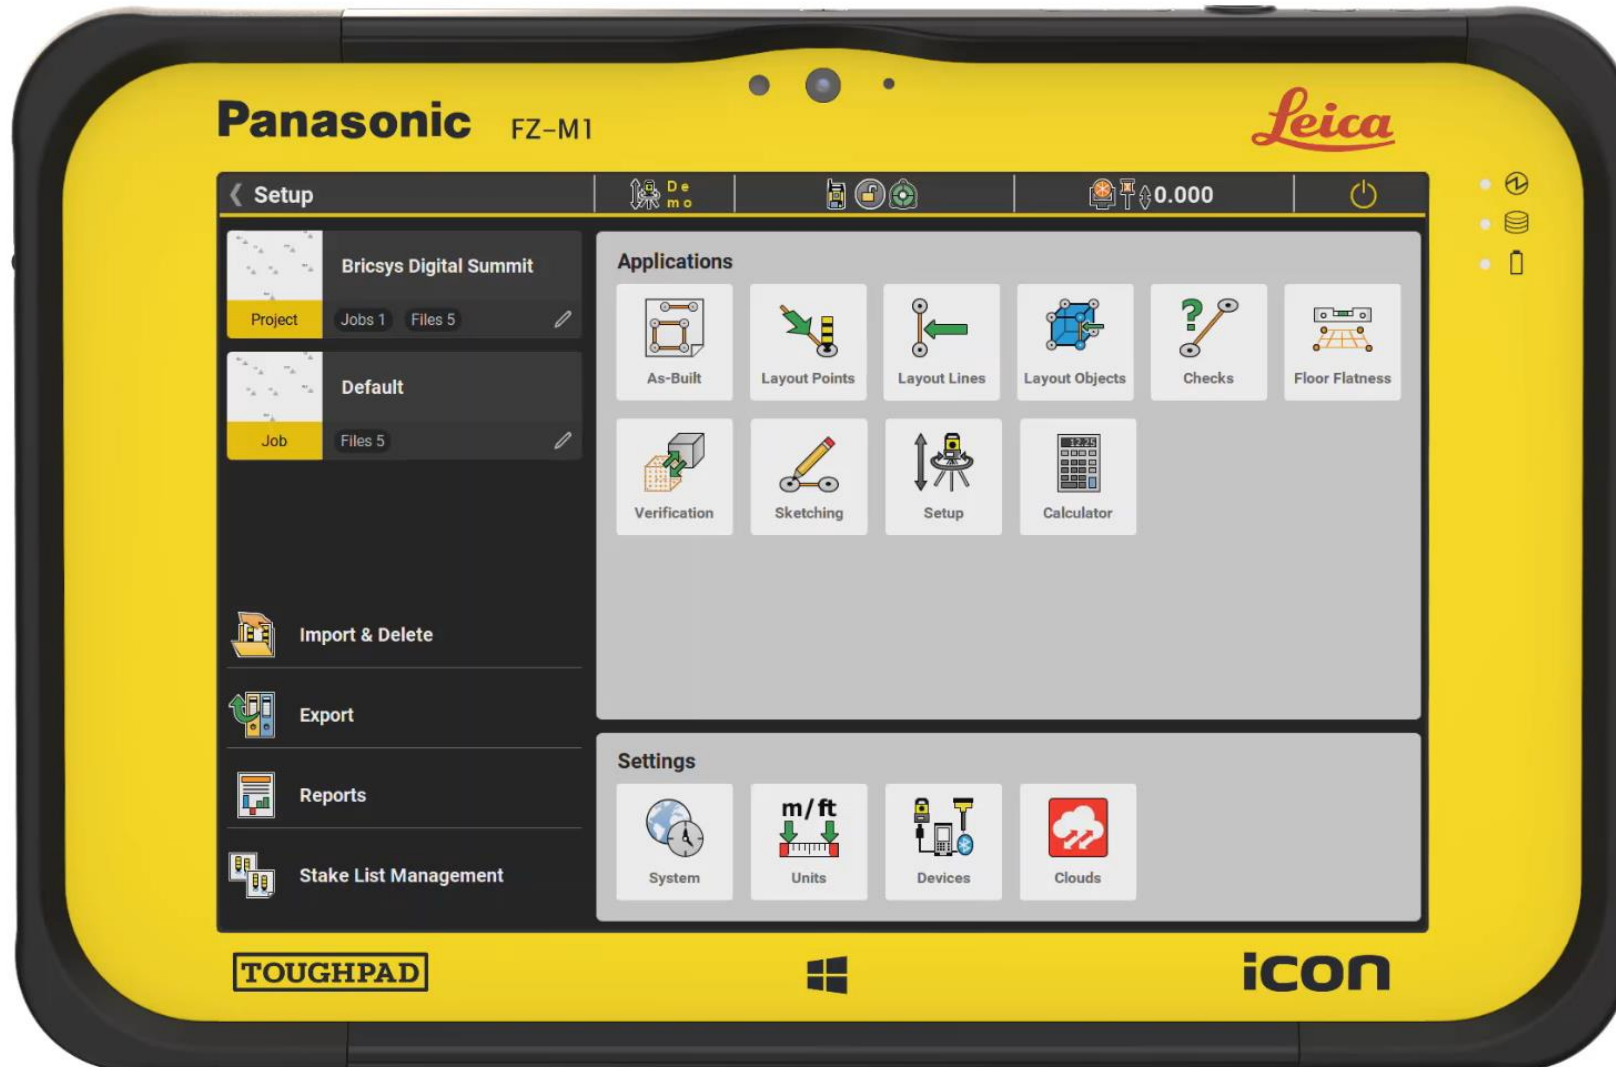 Panasonic FZ-M1
Leica
Setup
De
mo
0.000
Bricsys Digital Summit
Project Jobs 1 Files 5
Default
Job Files 5
Import & Delete
Export
Reports
Stake List Management
Applications
As-Built Layout Points Layout Lines Layout Objects Checks Floor Flatness
12.25
Verification Sketching Setup Calculator
Settings
m/ft
System Units Devices Clouds
TOUGHPAD
icon